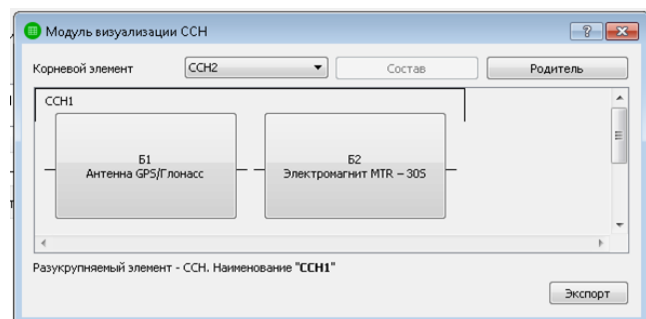 Модуль визуализации ССН
Корневой элемент ССН2 Состав Родитель
ССН1
Б1 Б2
Антенна GPS/Глонасс Электромагнит MTR – 305
Разукрупняемый элемент - ССН. Наименование "ССН1"
Экспорт